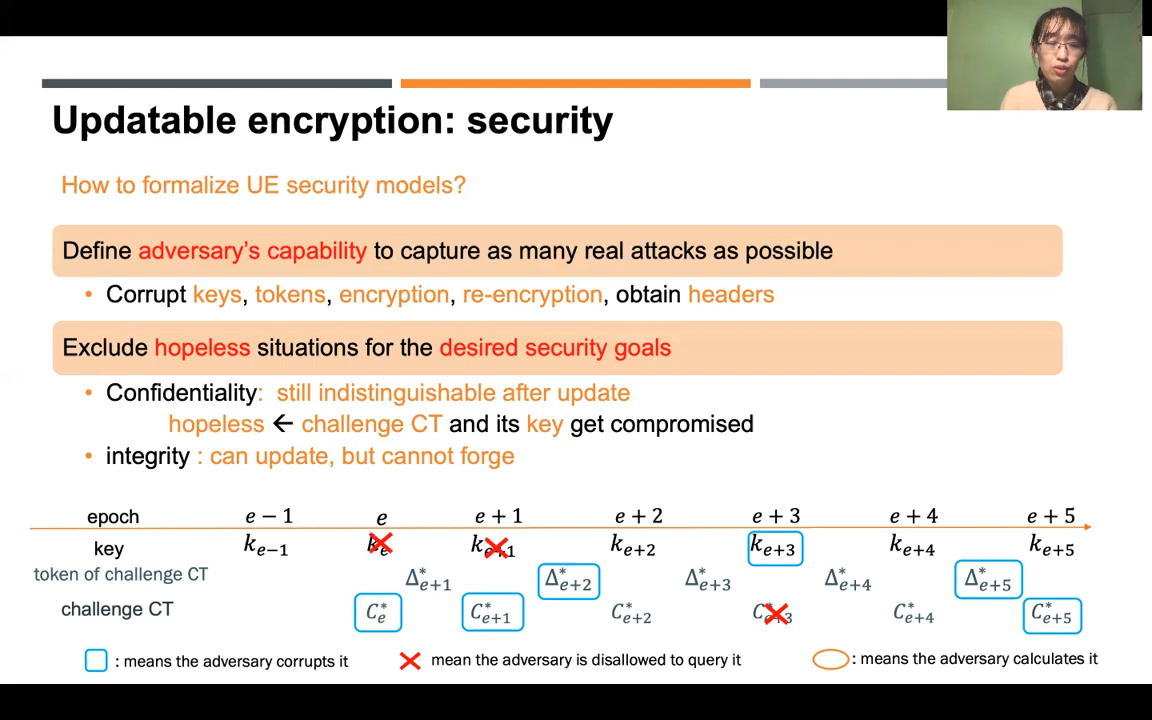 Updatable encryption: security
How to formalize UE security models?
Define adversary's capability to capture as many real attacks as possible
• Corrupt keys, tokens, encryption, re-encryption, obtain headers
Exclude hopeless situations for the desired security goals
• Confidentiality: still indistinguishable after update
hopeless ← challenge CT and its key get compromised
• integrity : can update, but cannot forge
epoch e − 1 e e + 1 e + 2 e + 3 e + 4 e + 5
key k_{e−1} k_e k_{e+1} k_{e+2} k_{e+3} k_{e+4} k_{e+5}
token of challenge CT Δ*_{e+1} Δ*_{e+2} Δ*_{e+3} Δ*_{e+4} Δ*_{e+5}
challenge CT C*_e C*_{e+1} C*_{e+2} C*_{e+3} C*_{e+4} C*_{e+5}
: means the adversary corrupts it mean the adversary is disallowed to query it : means the adversary calculates it